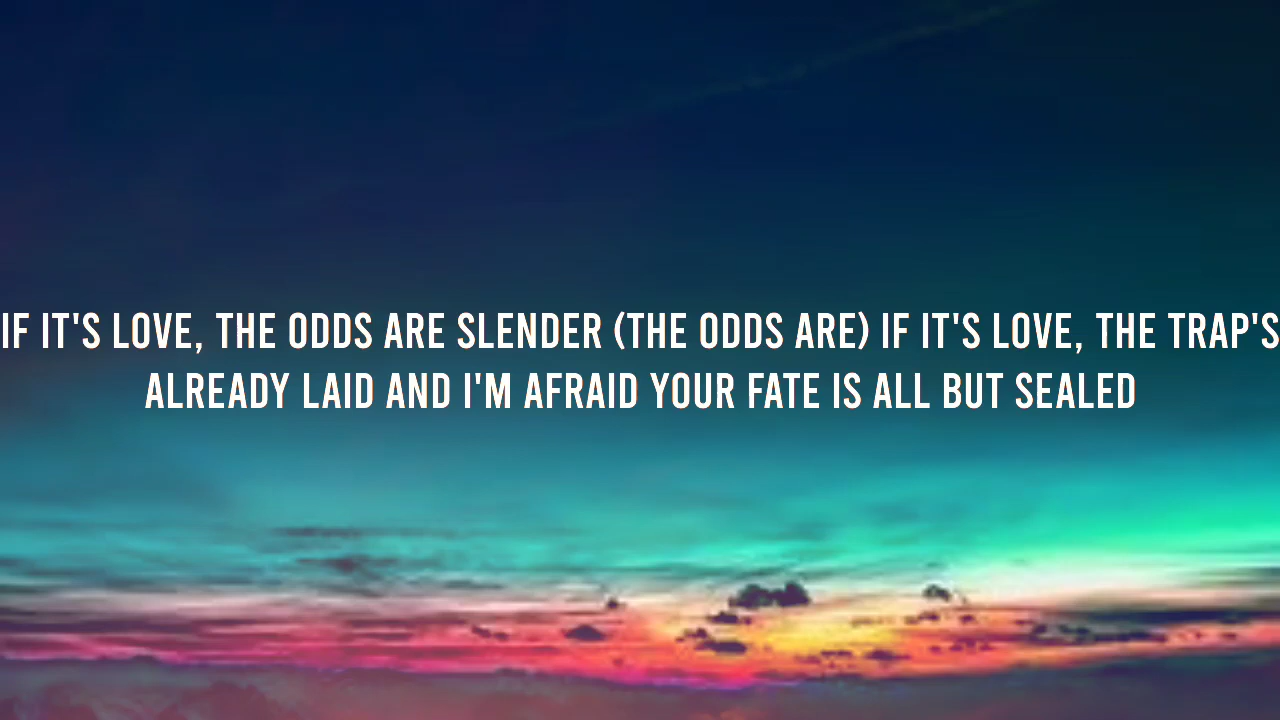 IF IT'S LOVE, THE ODDS ARE SLENDER (THE ODDS ARE) IF IT'S LOVE, THE TRAP'S
ALREADY LAID AND I'M AFRAID YOUR FATE IS ALL BUT SEALED